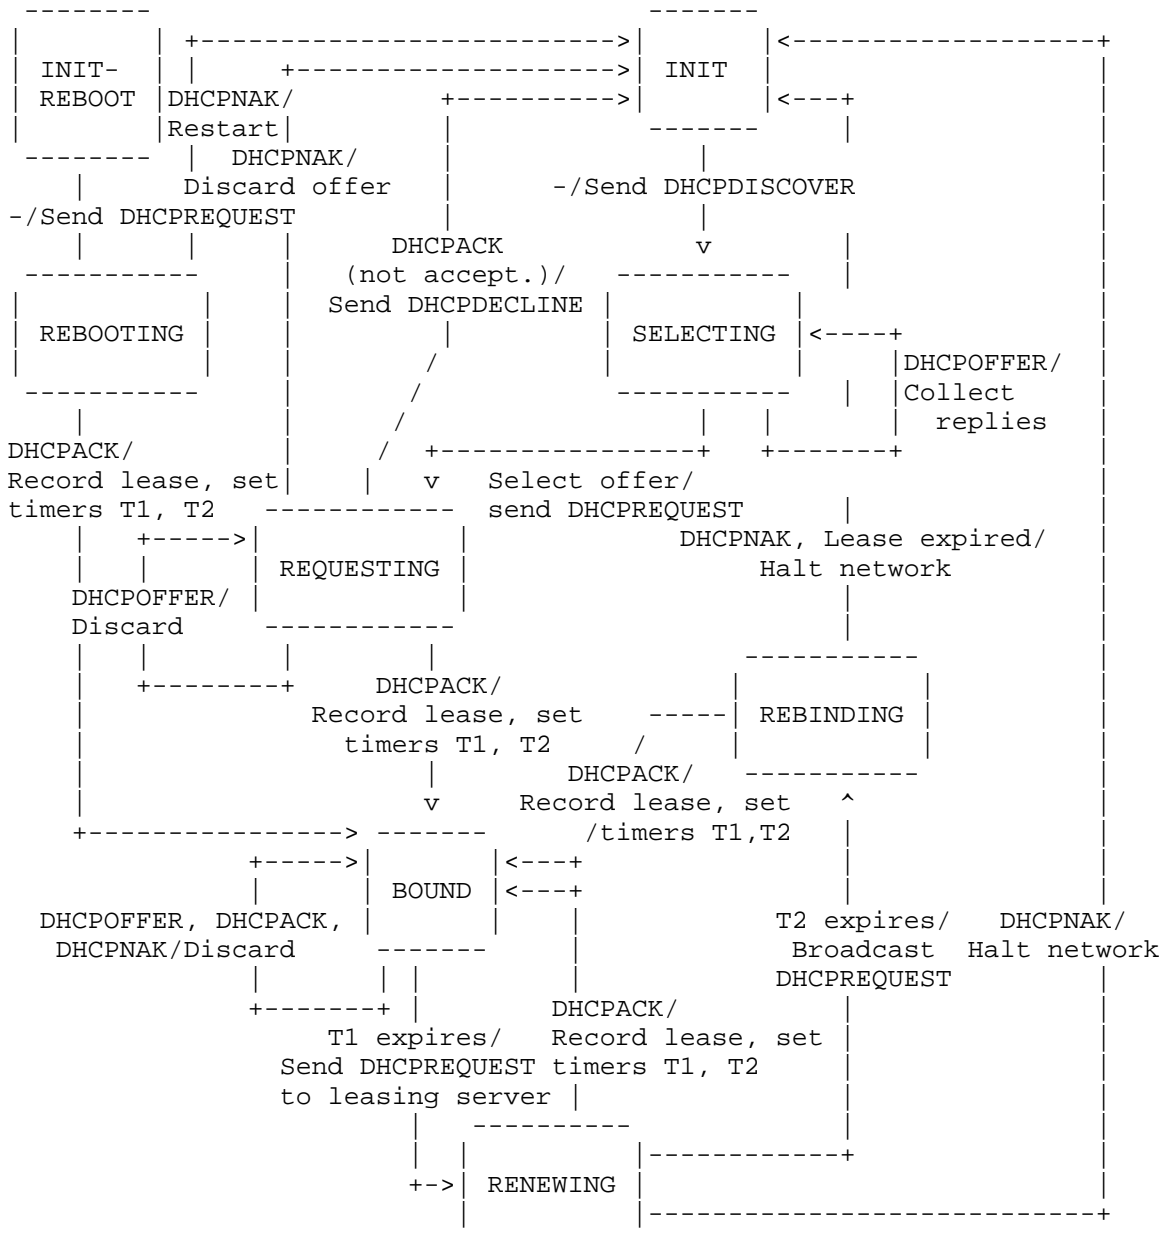 INIT- INIT
REBOOT DHCPNAK/
Restart
DHCPNAK/
Discard offer -/Send DHCPDISCOVER
-/Send DHCPREQUEST
DHCPACK
(not accept.)/
Send DHCPDECLINE
REBOOTING SELECTING
DHCPOFFER/
Collect
replies
DHCPACK/
Record lease, set Select offer/
timers T1, T2 send DHCPREQUEST
DHCPNAK, Lease expired/
REQUESTING Halt network
DHCPOFFER/
Discard
DHCPACK/
Record lease, set REBINDING
timers T1, T2
DHCPACK/
Record lease, set
/timers T1,T2
BOUND
DHCPOFFER, DHCPACK, T2 expires/ DHCPNAK/
DHCPNAK/Discard Broadcast Halt network
DHCPREQUEST
DHCPACK/
T1 expires/ Record lease, set
Send DHCPREQUEST timers T1, T2
to leasing server
RENEWING